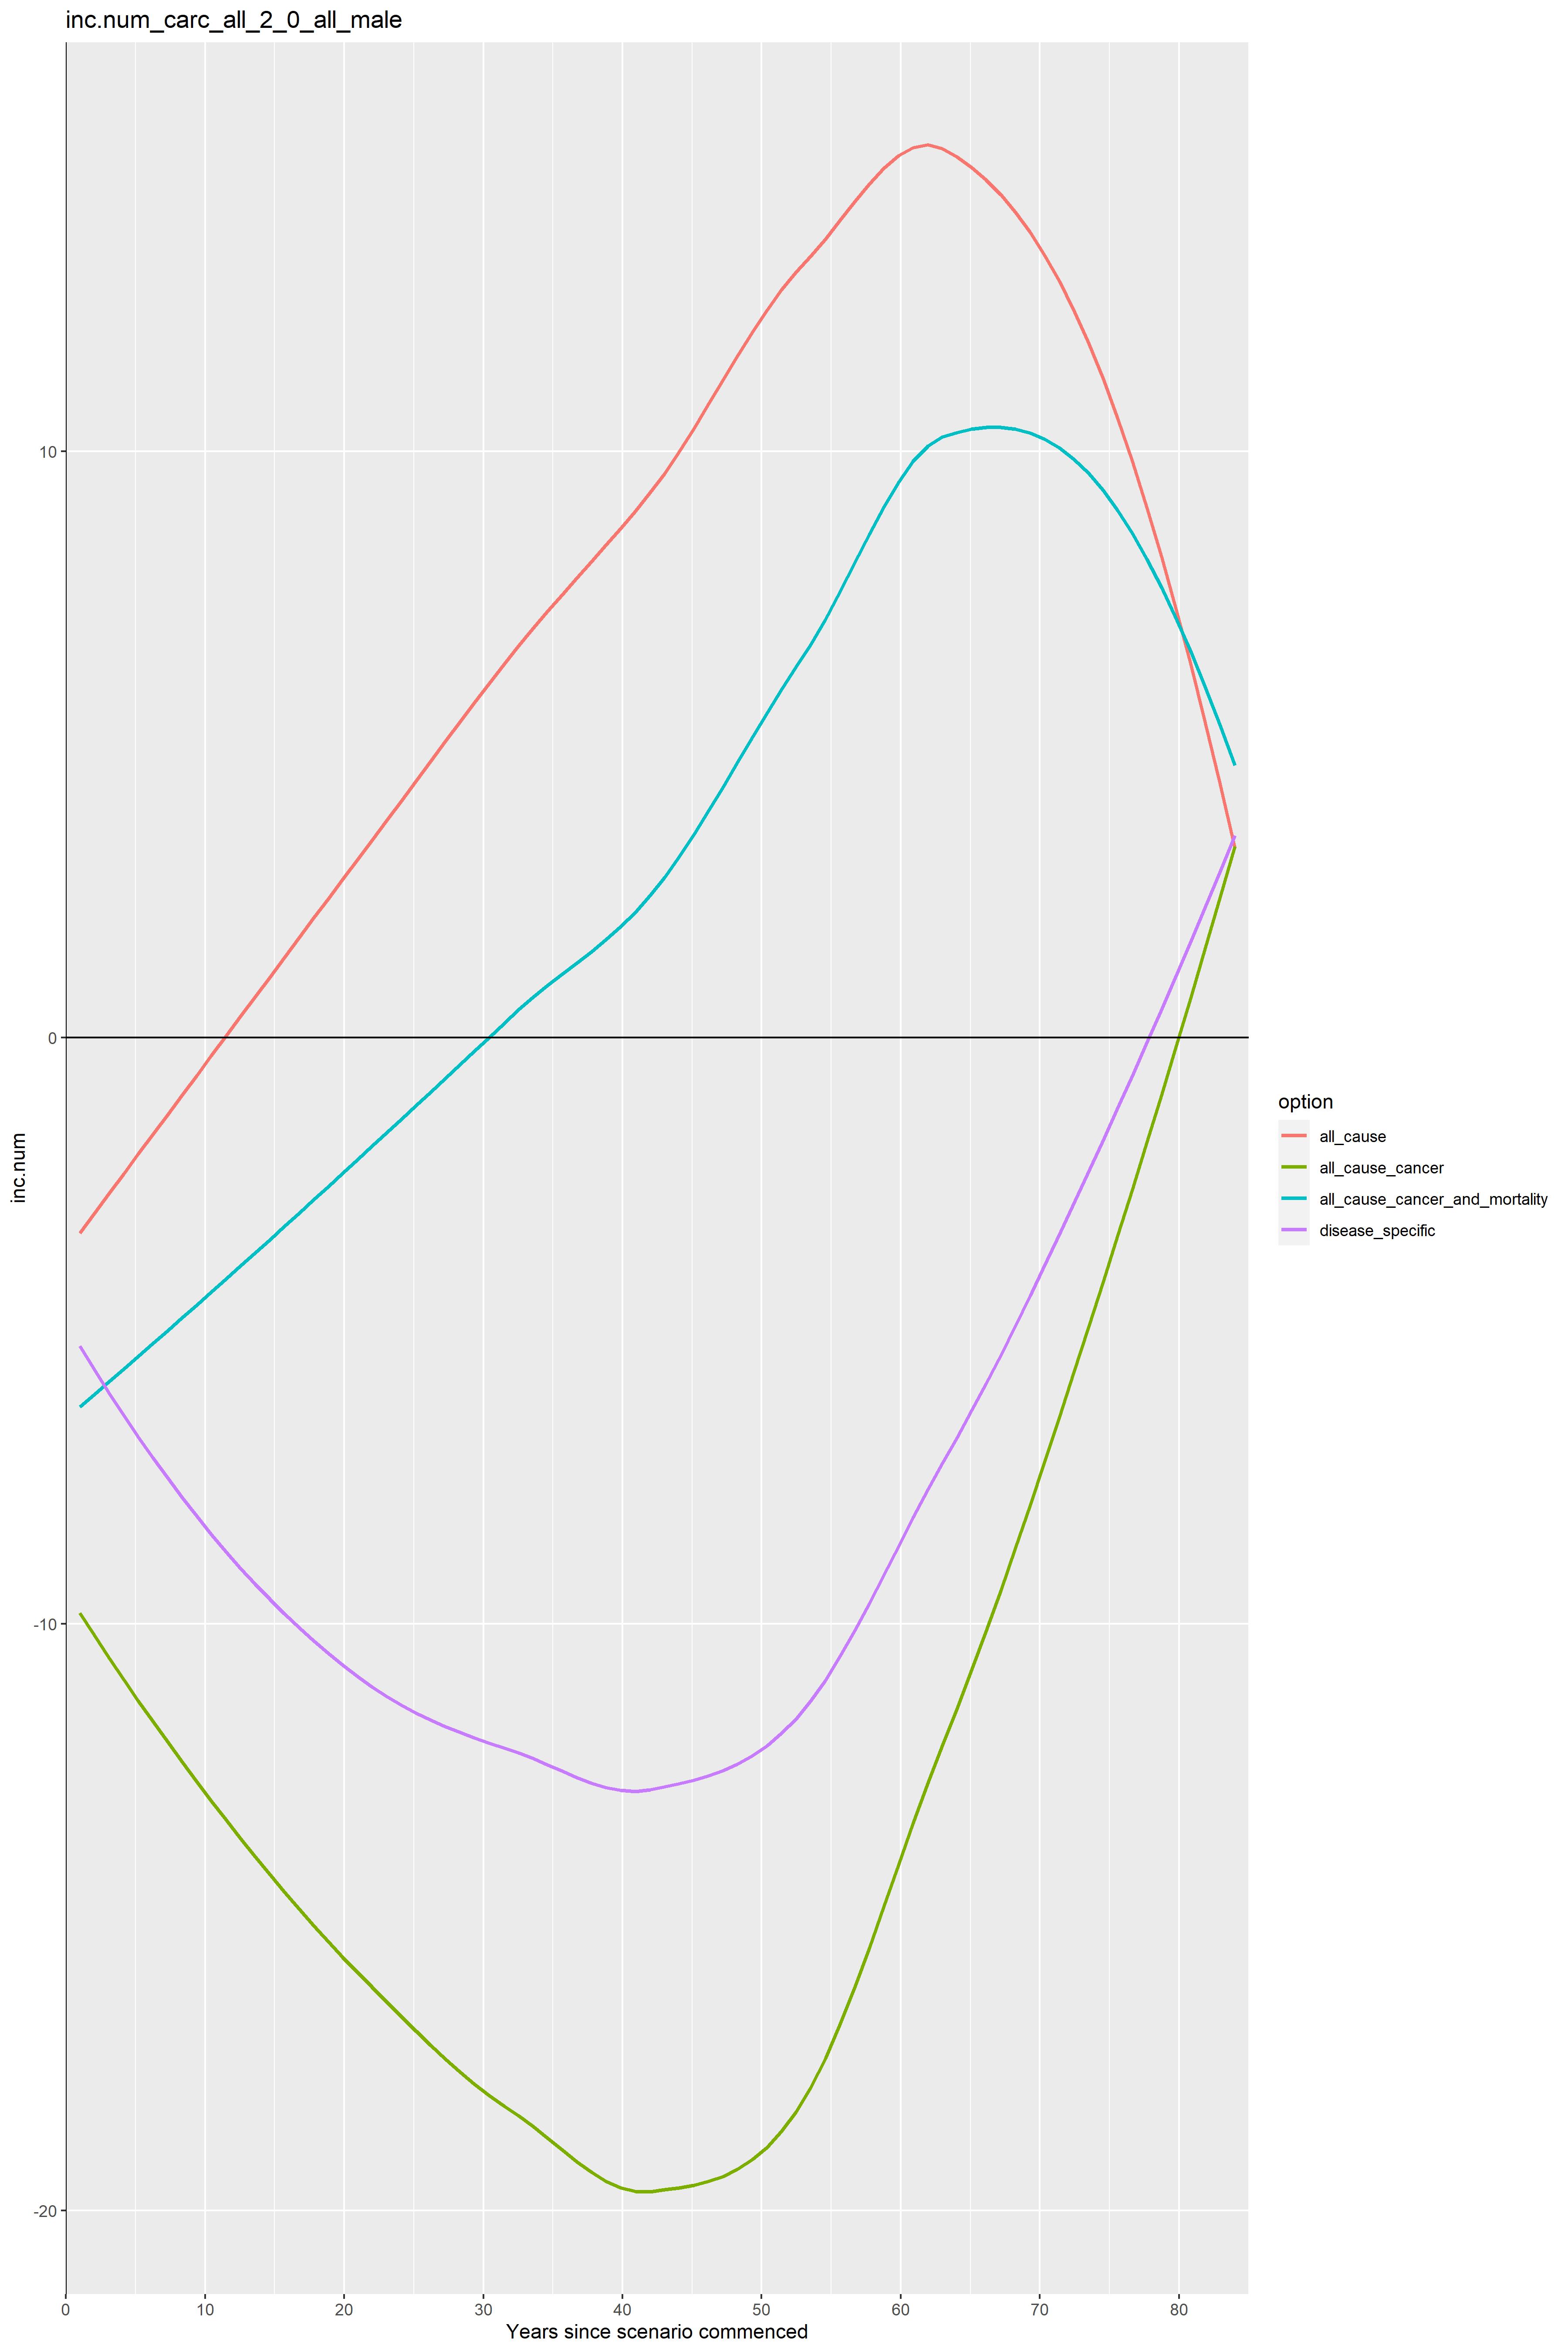 inc.num_carc_all_2_0_all_male
10
0
-10
-20
inc.num
0 10 20 30 40 50 60 70 80
Years since scenario commenced
option
all_cause
all_cause_cancer
all_cause_cancer_and_mortality
disease_specific